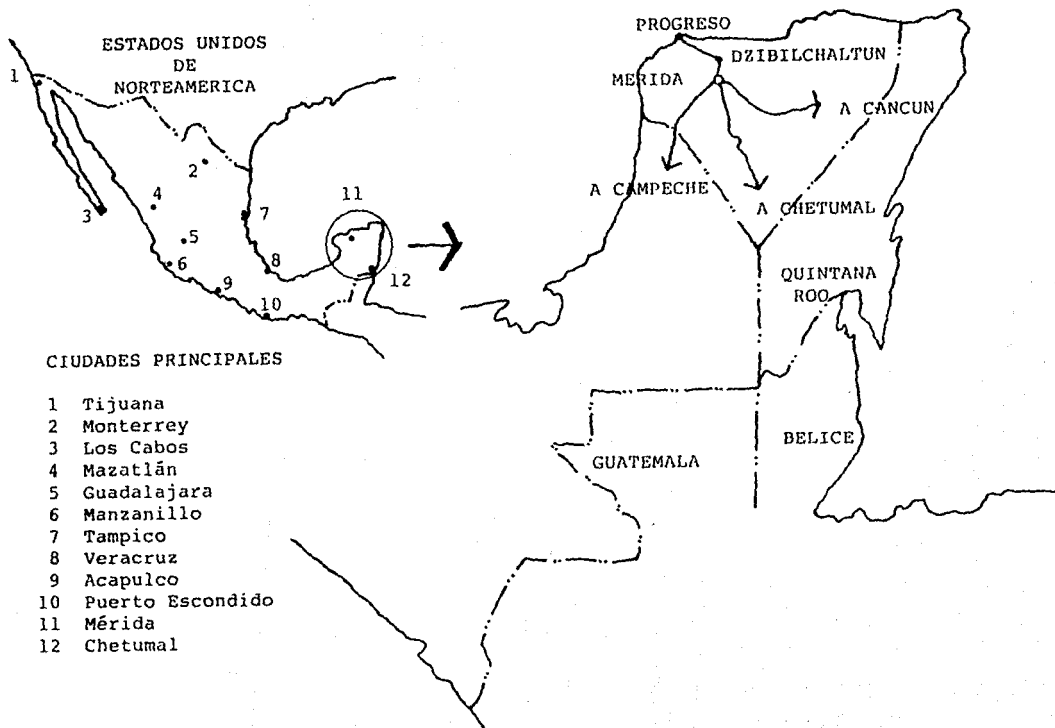 ESTADOS UNIDOS
DE
NORTEAMERICA
1
2
3
4
5
6
7
8
9
10
11
12
PROGRESO
DZIBILCHALTUN
MERIDA
A CANCUN
A CAMPECHE
A CHETUMAL
QUINTANA
ROO
BELICE
GUATEMALA
CIUDADES PRINCIPALES
1 Tijuana
2 Monterrey
3 Los Cabos
4 Mazatlán
5 Guadalajara
6 Manzanillo
7 Tampico
8 Veracruz
9 Acapulco
10 Puerto Escondido
11 Mérida
12 Chetumal